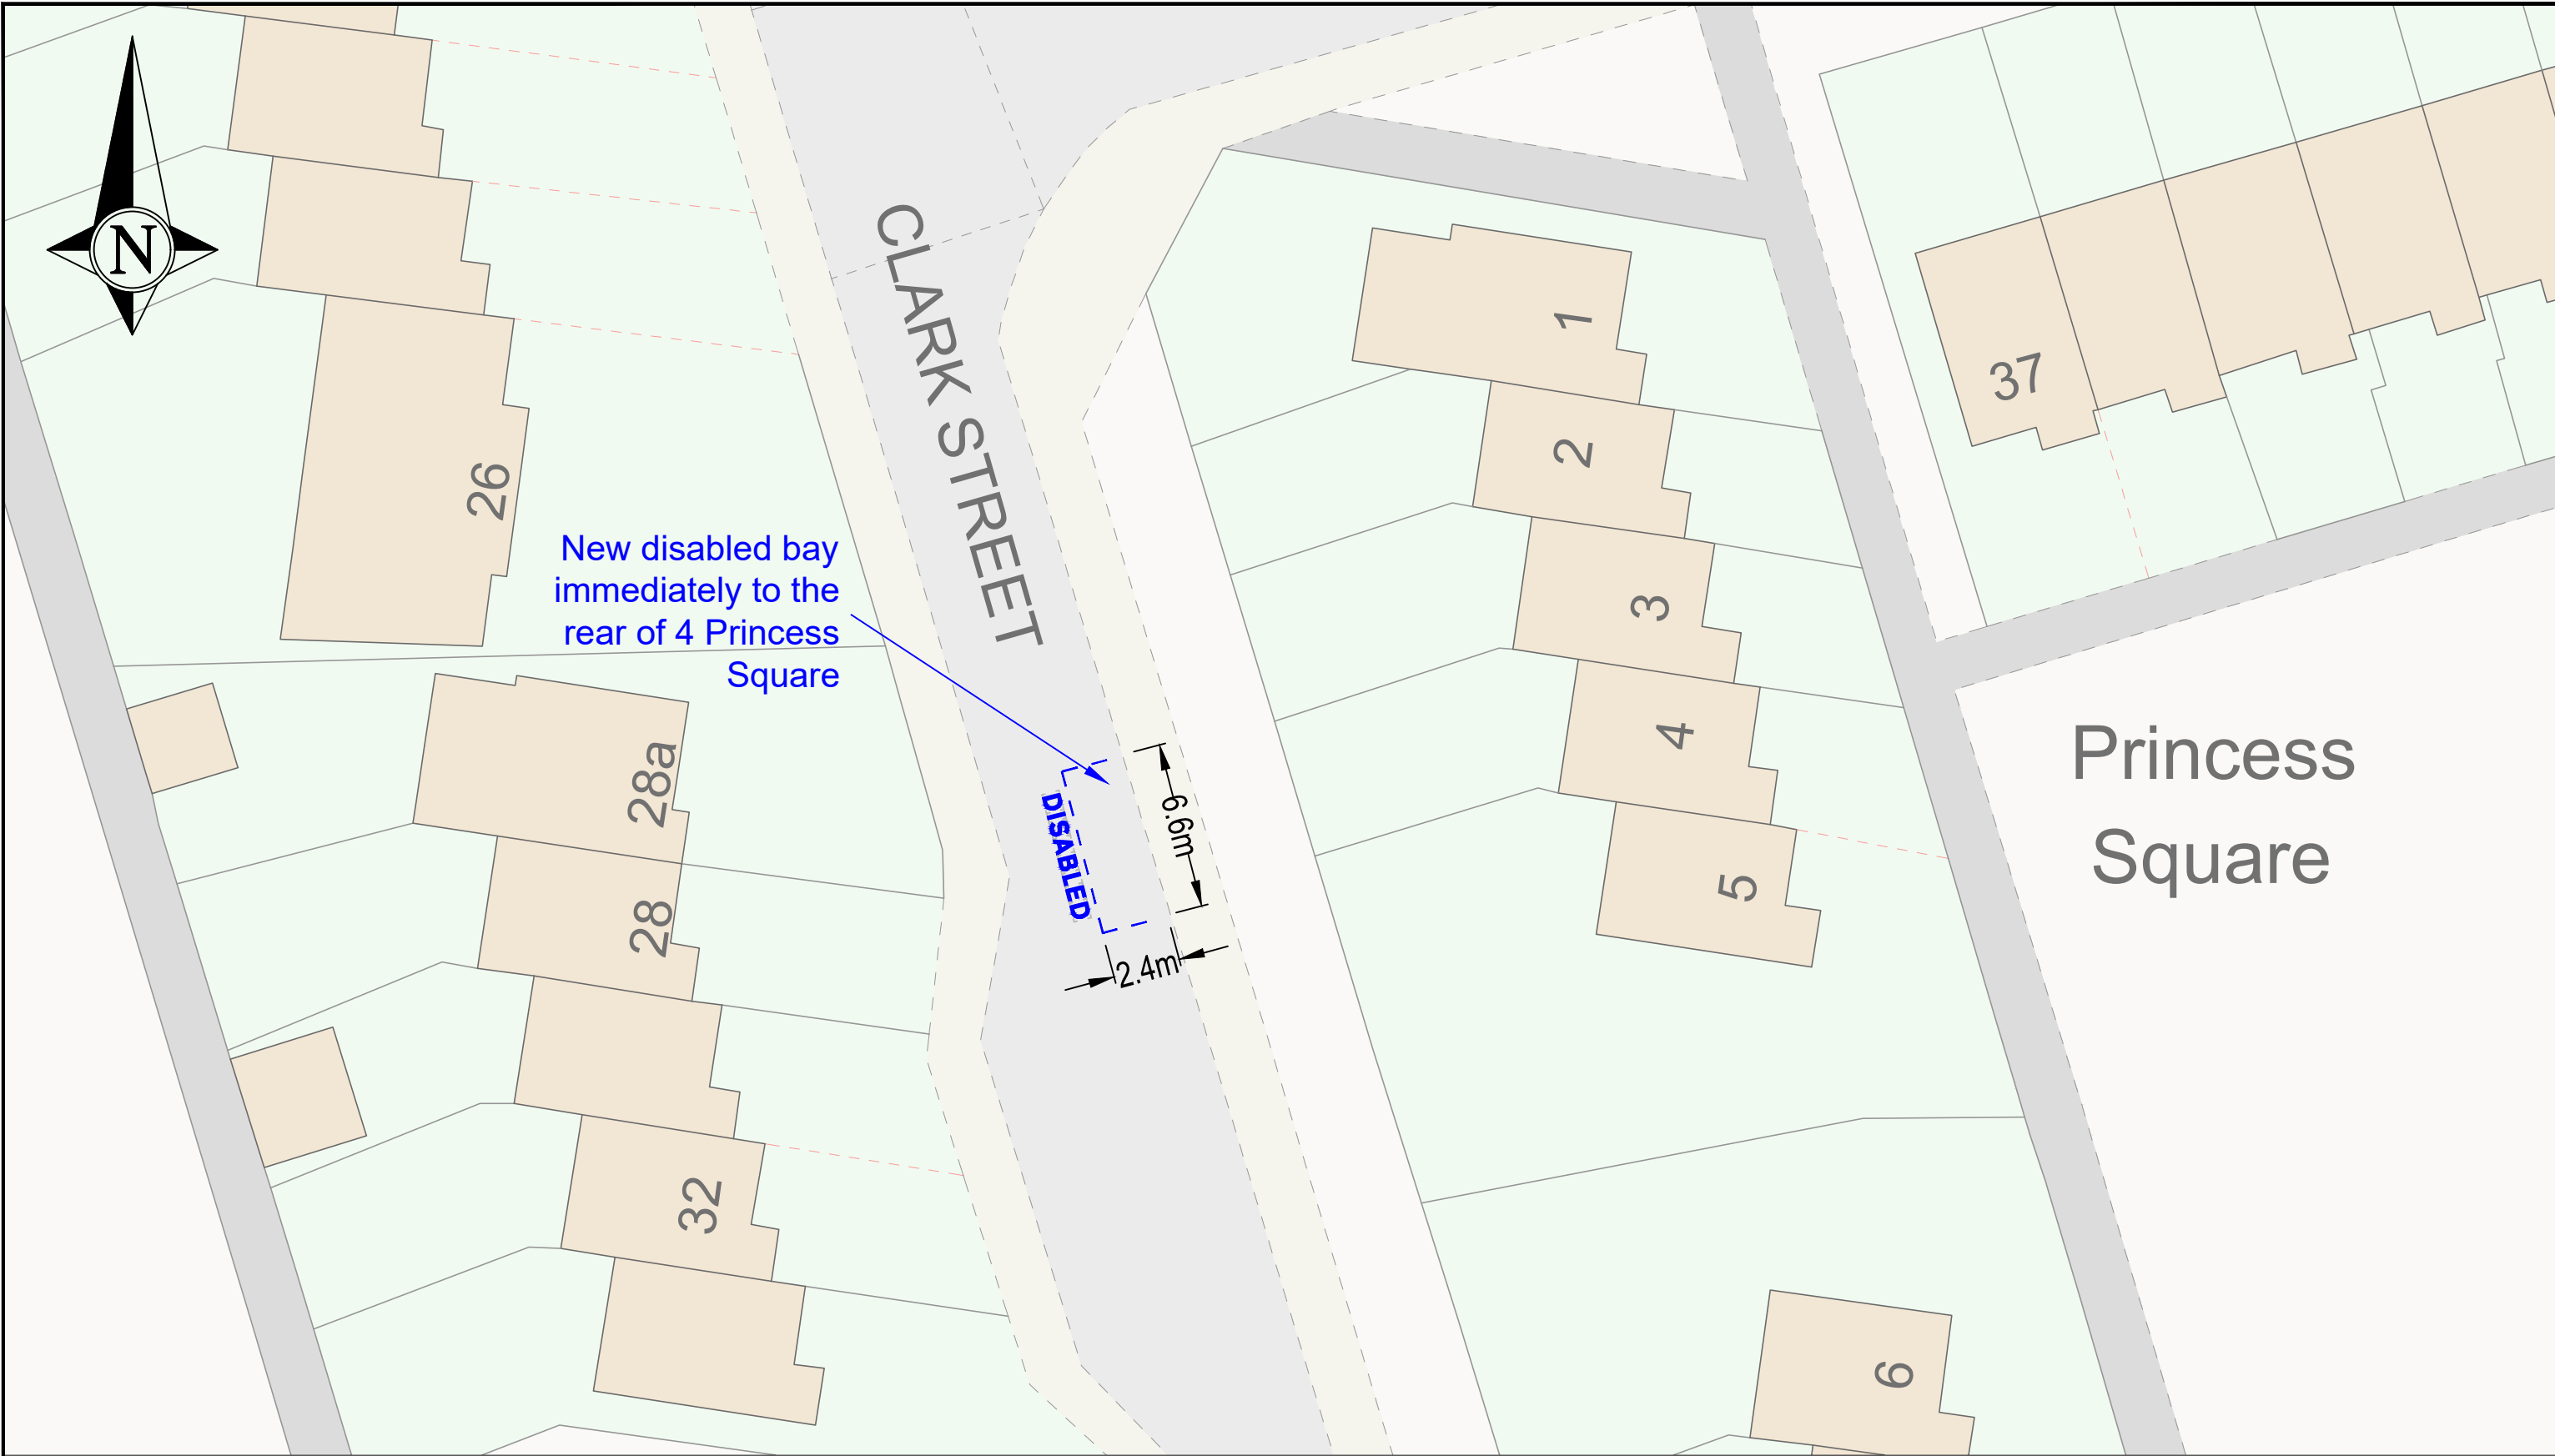 N
CLARK STREET
1
37
2
26
New disabled bay
immediately to the
rear of 4 Princess
Square
3
4
Princess
Square
28a
DISABLED
6.6m
5
28
2.4m
32
6